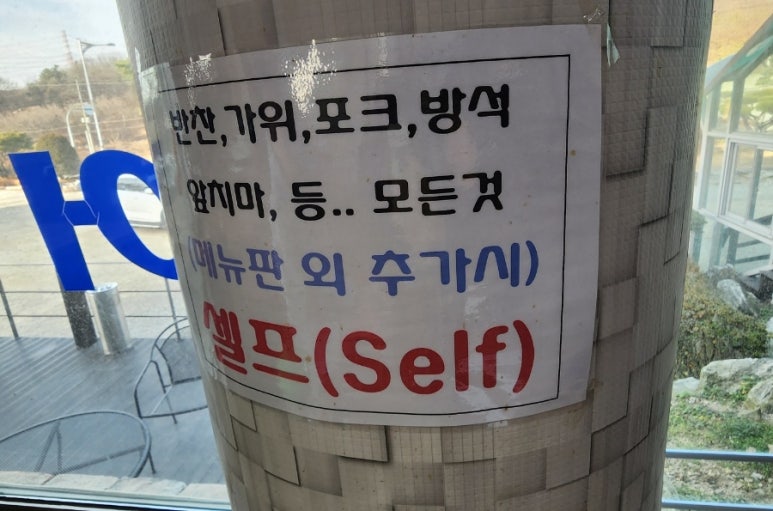 반찬,가위,포크,방석
앞치마, 등.. 모든것
(메뉴판 외 추가시)
셀프(Self)